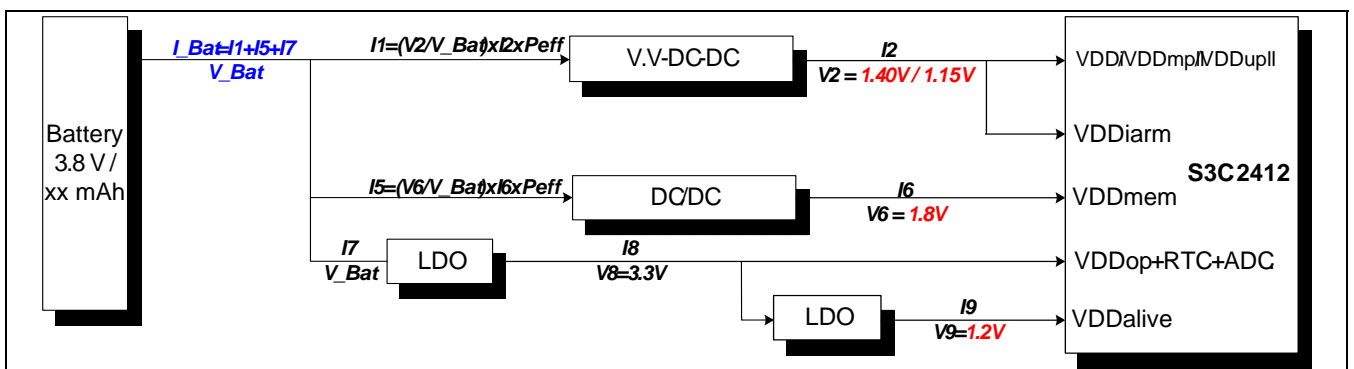 I_Bat=I1+I5+I7
V_Bat
I1=(V2/V_Bat)xI2xPeff
V.V-DC-DC
I2
V2 = 1.40V / 1.15V
VDDi/VDDmpll/VDDupll
Battery
3.8 V /
xx mAh
VDDiarm
S3C2412
I5=(V6/V_Bat)xI6xPeff
DC/DC
I6
V6 = 1.8V
VDDmem
I7
V_Bat
LDO
I8
V8=3.3V
VDDop+RTC+ADC
LDO
I9
V9=1.2V
VDDalive